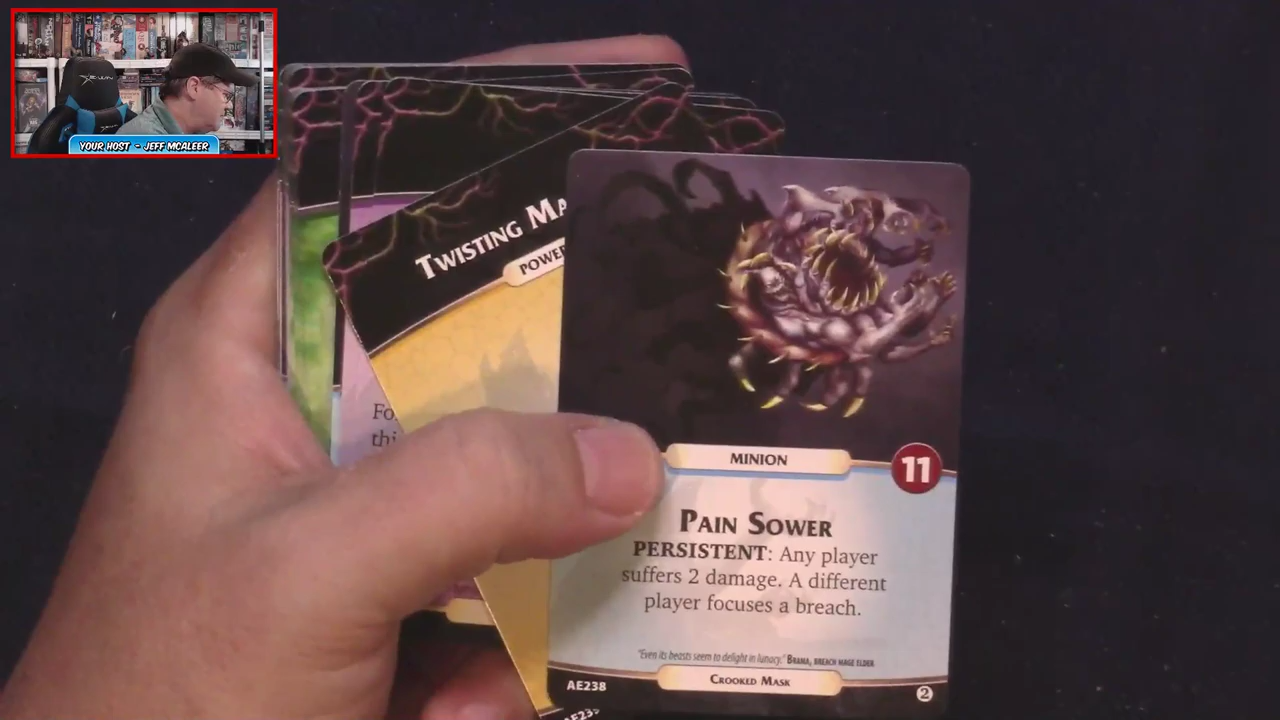 YOUR HOST - JEFF MCALEER
TWISTING
POWER
MINION
11
PAIN SOWER
PERSISTENT: Any player
suffers 2 damage. A different
player focuses a breach.
"Even its beasts seem to delight in lunacy." BRAMA, BREACH MAGE ELDER
CROOKED MASK
AE238
2